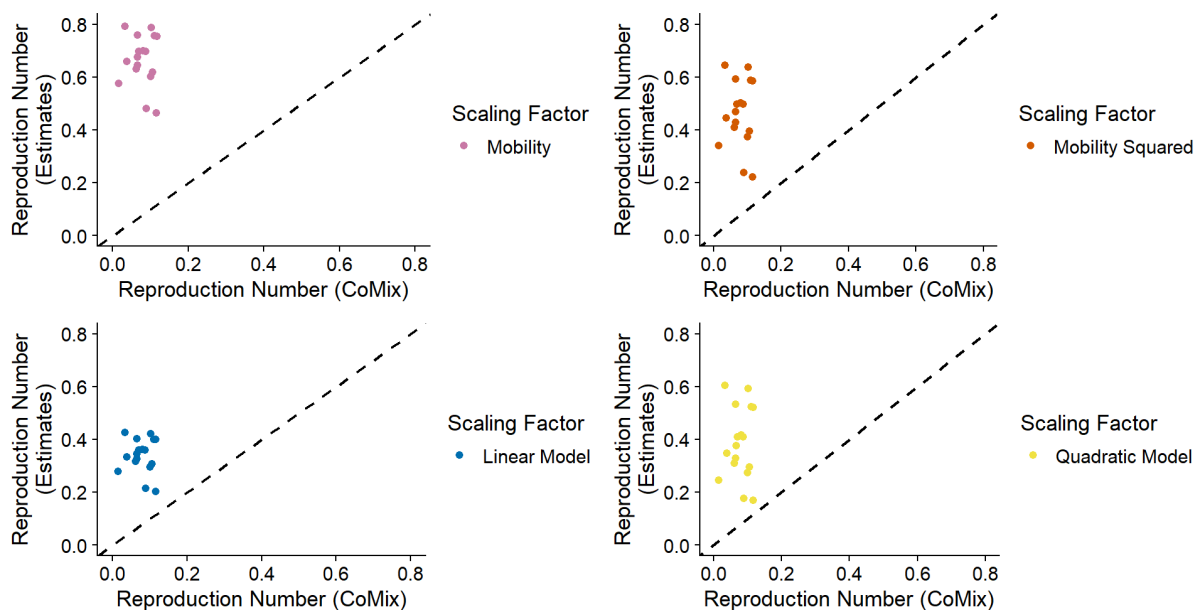 Reproduction Number
(Estimates)
0.8
0.6
0.4
0.2
0.0
0.0 0.2 0.4 0.6 0.8
Reproduction Number (CoMix)
Scaling Factor
Mobility
Reproduction Number
(Estimates)
0.8
0.6
0.4
0.2
0.0
0.0 0.2 0.4 0.6 0.8
Reproduction Number (CoMix)
Scaling Factor
Mobility Squared
Reproduction Number
(Estimates)
0.8
0.6
0.4
0.2
0.0
0.0 0.2 0.4 0.6 0.8
Reproduction Number (CoMix)
Scaling Factor
Linear Model
Reproduction Number
(Estimates)
0.8
0.6
0.4
0.2
0.0
0.0 0.2 0.4 0.6 0.8
Reproduction Number (CoMix)
Scaling Factor
Quadratic Model